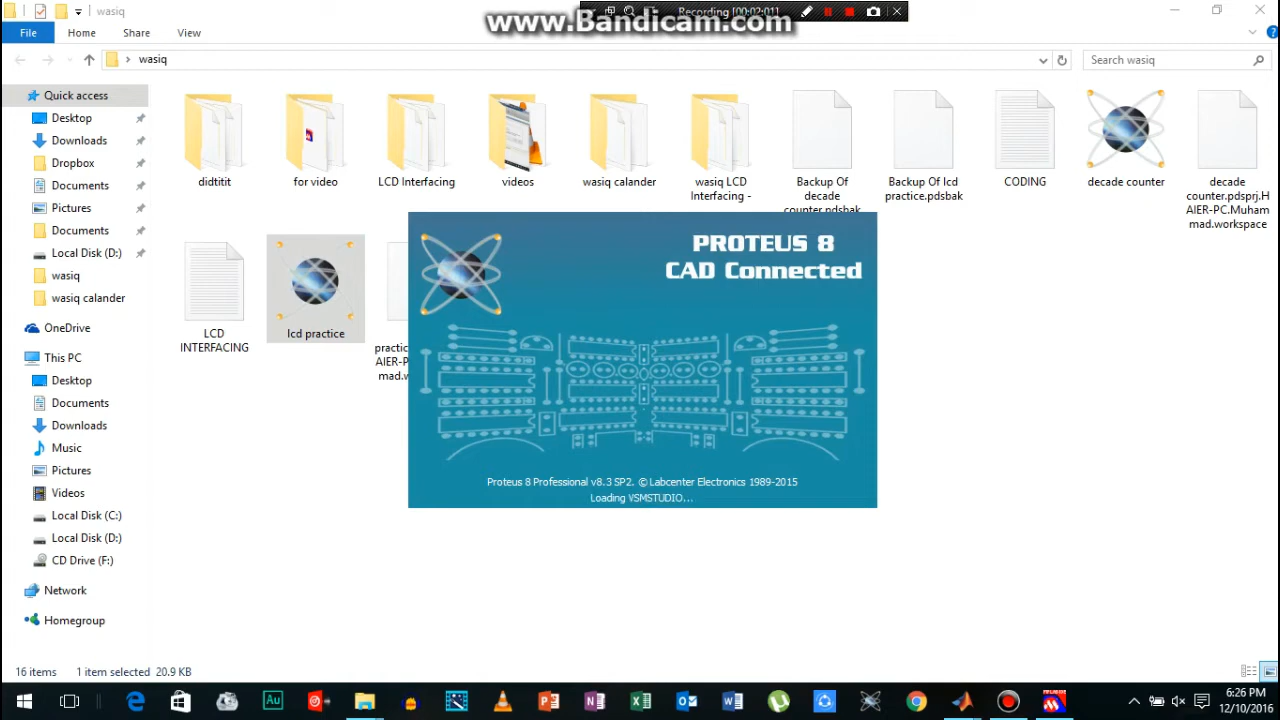 wasiq
www.Bandicam.com
Recording [00:02:01]
File
Home
Share
View
wasiq
Search wasiq
Quick access
Desktop
Downloads
Dropbox
Documents
Pictures
Documents
Local Disk (D:)
wasiq
wasiq calander
OneDrive
This PC
Desktop
Documents
Downloads
Music
Pictures
Videos
Local Disk (C:)
Local Disk (D:)
CD Drive (F:)
Network
Homegroup
didtitit
for video
LCD Interfacing
videos
wasiq calander
wasiq LCD
Interfacing -
Backup Of
decade
counter.pdsbak
Backup Of lcd
practice.pdsbak
CODING
decade counter
decade
counter.pdsprj.H
AIER-PC.Muham
mad.workspace
LCD
INTERFACING
lcd practice
PROTEUS 8
CAD Connected
Proteus 8 Professional v8.3 SP2. © Labcenter Electronics 1989-2015
Loading VSMSTUDIO...
16 items
1 item selected 20.9 KB
6:26 PM
12/10/2016